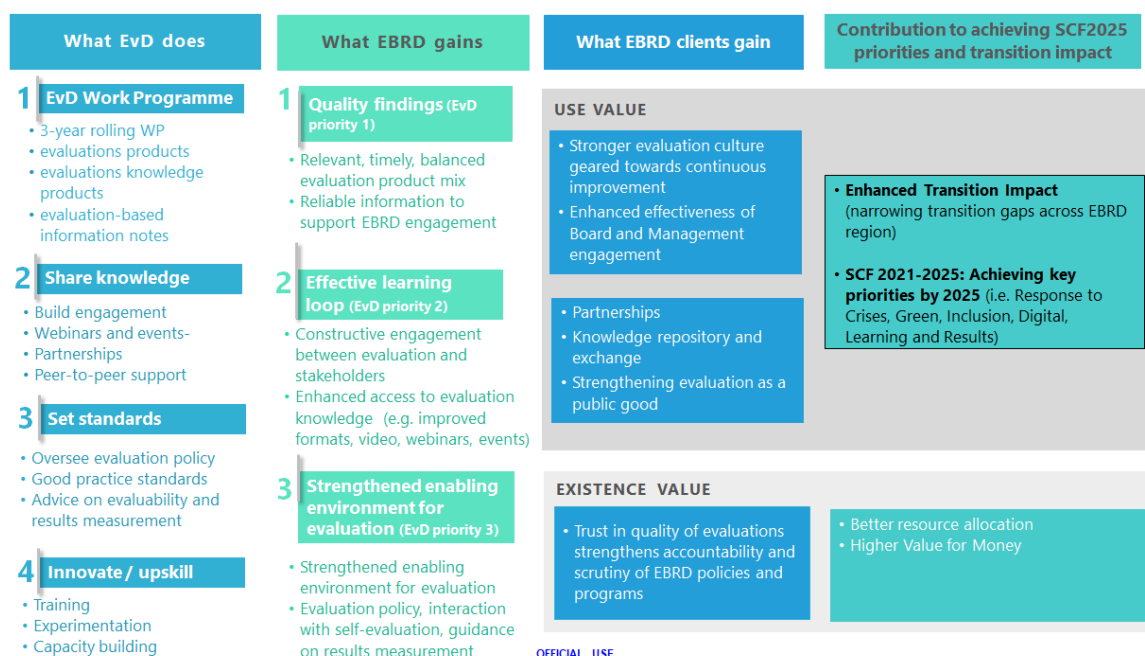 What EvD does
1 EvD Work Programme
• 3-year rolling WP
• evaluations products
• evaluations knowledge
products
• evaluation-based
information notes
2 Share knowledge
• Build engagement
• Webinars and events-
• Partnerships
• Peer-to-peer support
3 Set standards
• Oversee evaluation policy
• Good practice standards
• Advice on evaluability and
results measurement
4 Innovate / upskill
• Training
• Experimentation
• Capacity building
What EBRD gains
1 Quality findings (EvD
priority 1)
• Relevant, timely, balanced
evaluation product mix
• Reliable information to
support EBRD engagement
2 Effective learning
loop (EvD priority 2)
• Constructive engagement
between evaluation and
stakeholders
• Enhanced access to evaluation
knowledge (e.g. improved
formats, video, webinars, events)
3 Strengthened enabling
environment for
evaluation (EvD priority 3)
• Strengthened enabling
environment for evaluation
• Evaluation policy, interaction
with self-evaluation, guidance
on results measurement
What EBRD clients gain
USE VALUE
• Stronger evaluation culture
geared towards continuous
improvement
• Enhanced effectiveness of
Board and Management
engagement
• Partnerships
• Knowledge repository and
exchange
• Strengthening evaluation as a
public good
EXISTENCE VALUE
• Trust in quality of evaluations
strengthens accountability and
scrutiny of EBRD policies and
programs
Contribution to achieving SCF2025
priorities and transition impact
• Enhanced Transition Impact
(narrowing transition gaps across EBRD
region)
• SCF 2021-2025: Achieving key
priorities by 2025 (i.e. Response to
Crises, Green, Inclusion, Digital,
Learning and Results)
• Better resource allocation
• Higher Value for Money
OFFICIAL USE